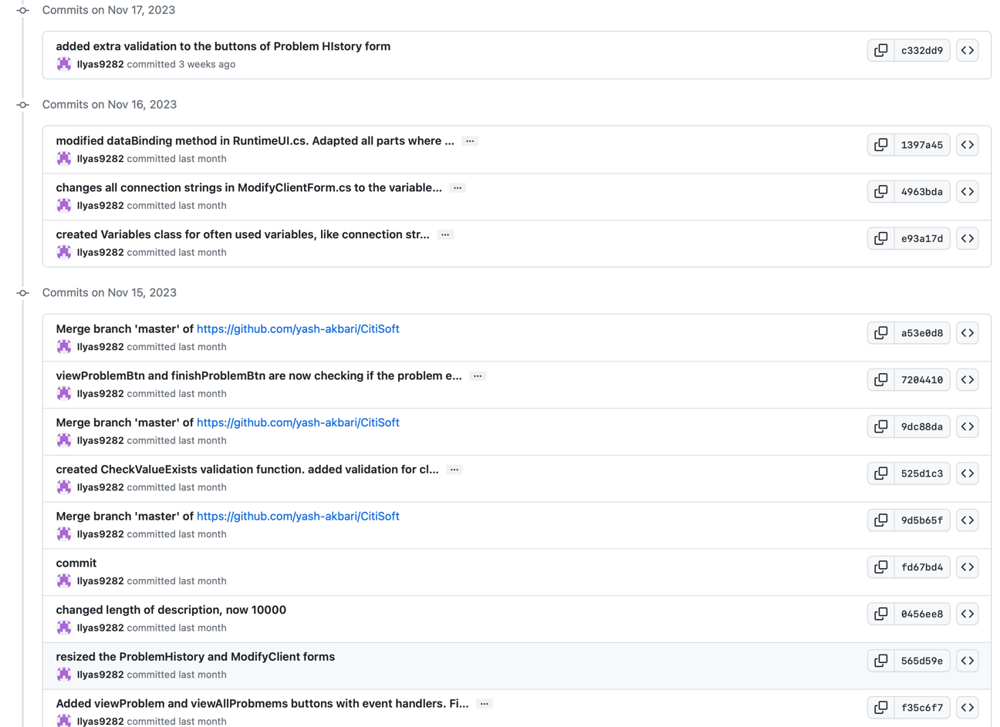 Commits on Nov 17, 2023
added extra validation to the buttons of Problem HIstory form
c332dd9
Ilyas9282 committed 3 weeks ago
Commits on Nov 16, 2023
modified dataBinding method in RuntimeUI.cs. Adapted all parts where ... ...
1397a45
Ilyas9282 committed last month
changes all connection strings in ModifyClientForm.cs to the variable... ...
4963bda
Ilyas9282 committed last month
created Variables class for often used variables, like connection str... ...
e93a17d
Ilyas9282 committed last month
Commits on Nov 15, 2023
Merge branch 'master' of https://github.com/yash-akbari/CitiSoft
a53e0d8
Ilyas9282 committed last month
viewProblemBtn and finishProblemBtn are now checking if the problem e... ...
7204410
Ilyas9282 committed last month
Merge branch 'master' of https://github.com/yash-akbari/CitiSoft
9dc88da
Ilyas9282 committed last month
created CheckValueExists validation function. added validation for cl... ...
525d1c3
Ilyas9282 committed last month
Merge branch 'master' of https://github.com/yash-akbari/CitiSoft
9d5b65f
Ilyas9282 committed last month
commit
fd67bd4
Ilyas9282 committed last month
changed length of description, now 10000
0456ee8
Ilyas9282 committed last month
resized the ProblemHistory and ModifyClient forms
565d59e
Ilyas9282 committed last month
Added viewProblem and viewAllProbmems buttons with event handlers. Fi... ...
f35c6f7
Ilyas9282 committed last month